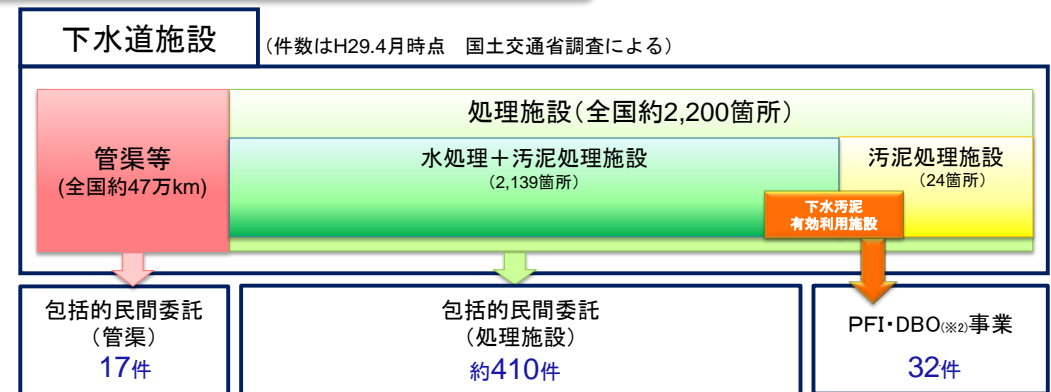 下水道施設
（件数はH29.4月時点　国土交通省調査による）
処理施設（全国約2,200箇所）
管渠等
(全国約47万km)
水処理＋汚泥処理施設
（2,139箇所）
汚泥処理施設
（24箇所）
下水汚泥
有効利用施設
包括的民間委託
（管渠）
17件
包括的民間委託
（処理施設）
約410件
PFI・DBO(※2)事業
32件